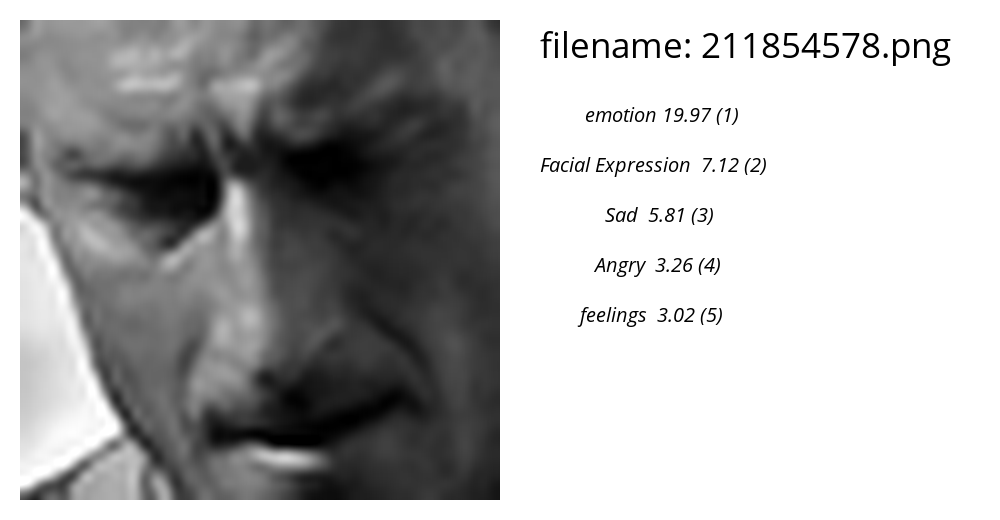 filename: 211854578.png
emotion 19.97 (1)
Facial Expression 7.12 (2)
Sad 5.81 (3)
Angry 3.26 (4)
feelings 3.02 (5)